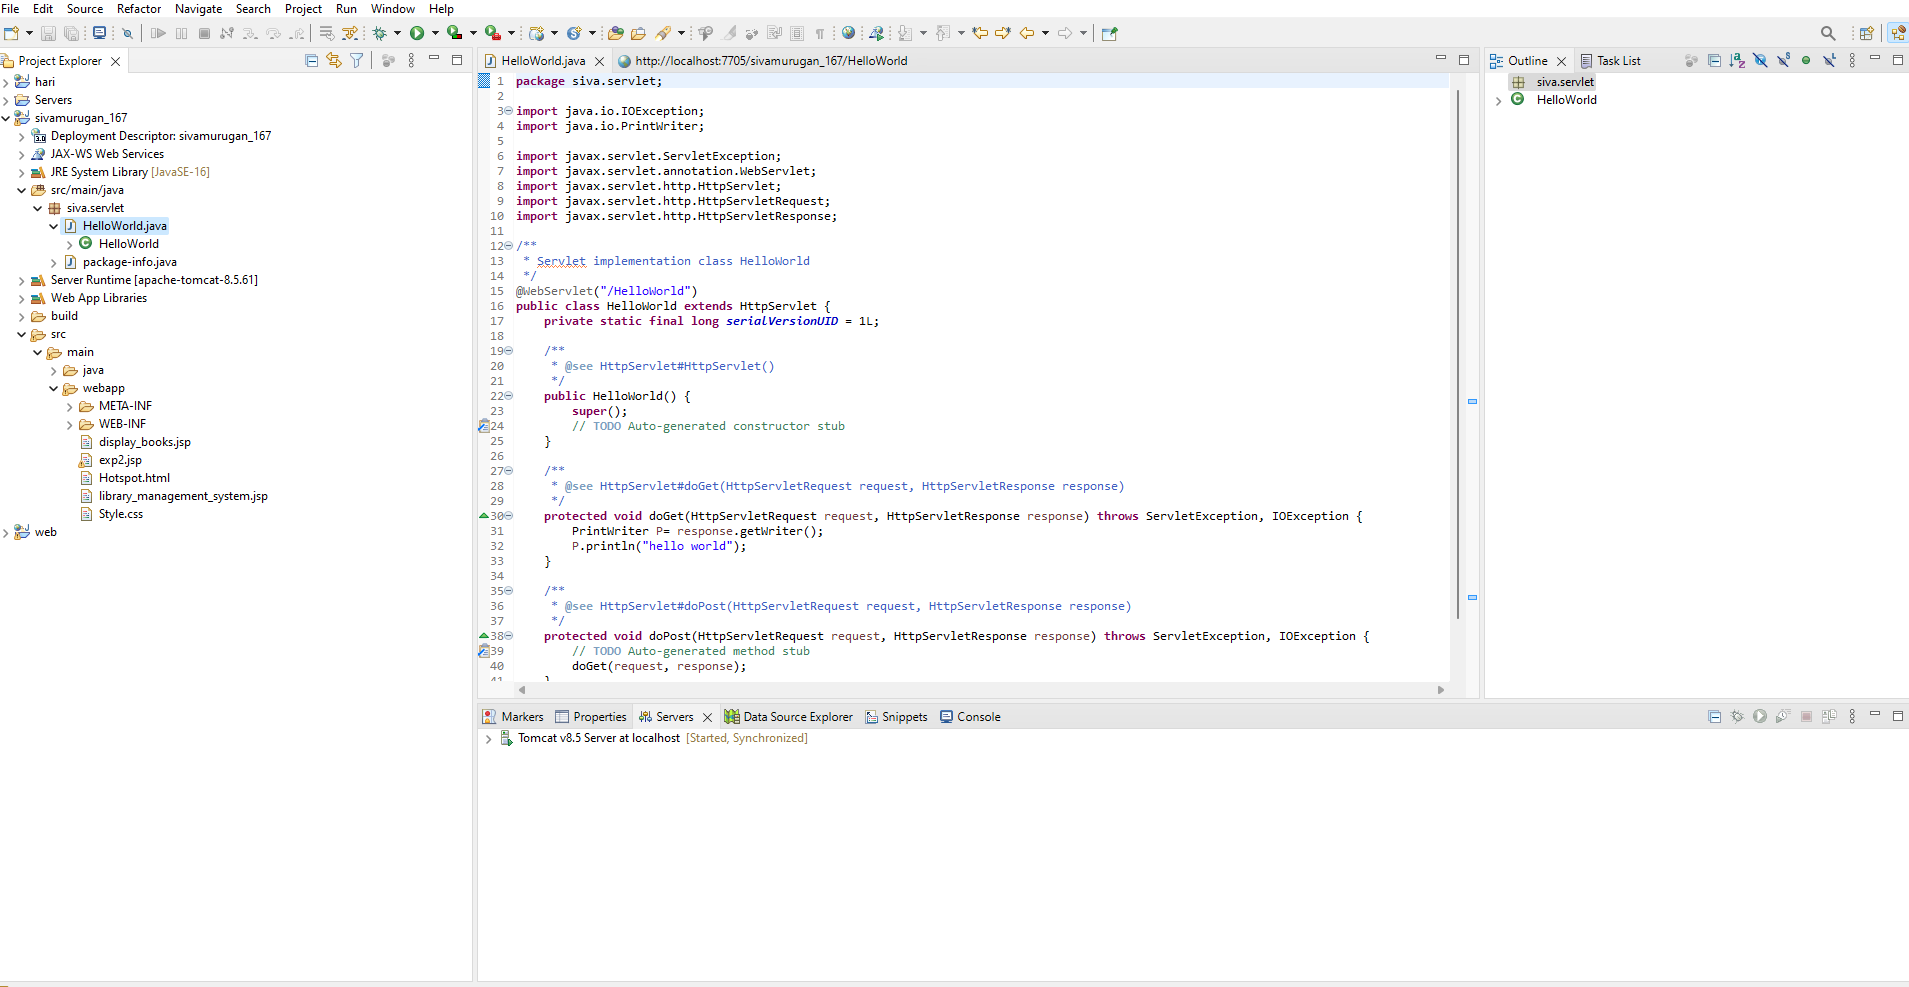 File Edit Source Refactor Navigate Search Project Run Window Help
Project Explorer
hari
Servers
sivamurugan_167
Deployment Descriptor: sivamurugan_167
JAX-WS Web Services
JRE System Library [JavaSE-16]
src/main/java
siva.servlet
HelloWorld.java
HelloWorld
package-info.java
Server Runtime [apache-tomcat-8.5.61]
Web App Libraries
build
src
main
java
webapp
META-INF
WEB-INF
display_books.jsp
exp2.jsp
Hotspot.html
library_management_system.jsp
Style.css
web
HelloWorld.java http://localhost:7705/sivamurugan_167/HelloWorld
1 package siva.servlet;
2
3 import java.io.IOException;
4 import java.io.PrintWriter;
5
6 import javax.servlet.ServletException;
7 import javax.servlet.annotation.WebServlet;
8 import javax.servlet.http.HttpServlet;
9 import javax.servlet.http.HttpServletRequest;
10 import javax.servlet.http.HttpServletResponse;
11
12 /**
13 * Servlet implementation class HelloWorld
14 */
15 @WebServlet("/HelloWorld")
16 public class HelloWorld extends HttpServlet {
17 private static final long serialVersionUID = 1L;
18
19 /**
20 * @see HttpServlet#HttpServlet()
21 */
22 public HelloWorld() {
23 super();
24 // TODO Auto-generated constructor stub
25 }
26
27 /**
28 * @see HttpServlet#doGet(HttpServletRequest request, HttpServletResponse response)
29 */
30 protected void doGet(HttpServletRequest request, HttpServletResponse response) throws ServletException, IOException {
31 PrintWriter P= response.getWriter();
32 P.println("hello world");
33 }
34
35 /**
36 * @see HttpServlet#doPost(HttpServletRequest request, HttpServletResponse response)
37 */
38 protected void doPost(HttpServletRequest request, HttpServletResponse response) throws ServletException, IOException {
39 // TODO Auto-generated method stub
40 doGet(request, response);
41 }
Outline Task List
siva.servlet
HelloWorld
Markers Properties Servers Data Source Explorer Snippets Console
Tomcat v8.5 Server at localhost [Started, Synchronized]